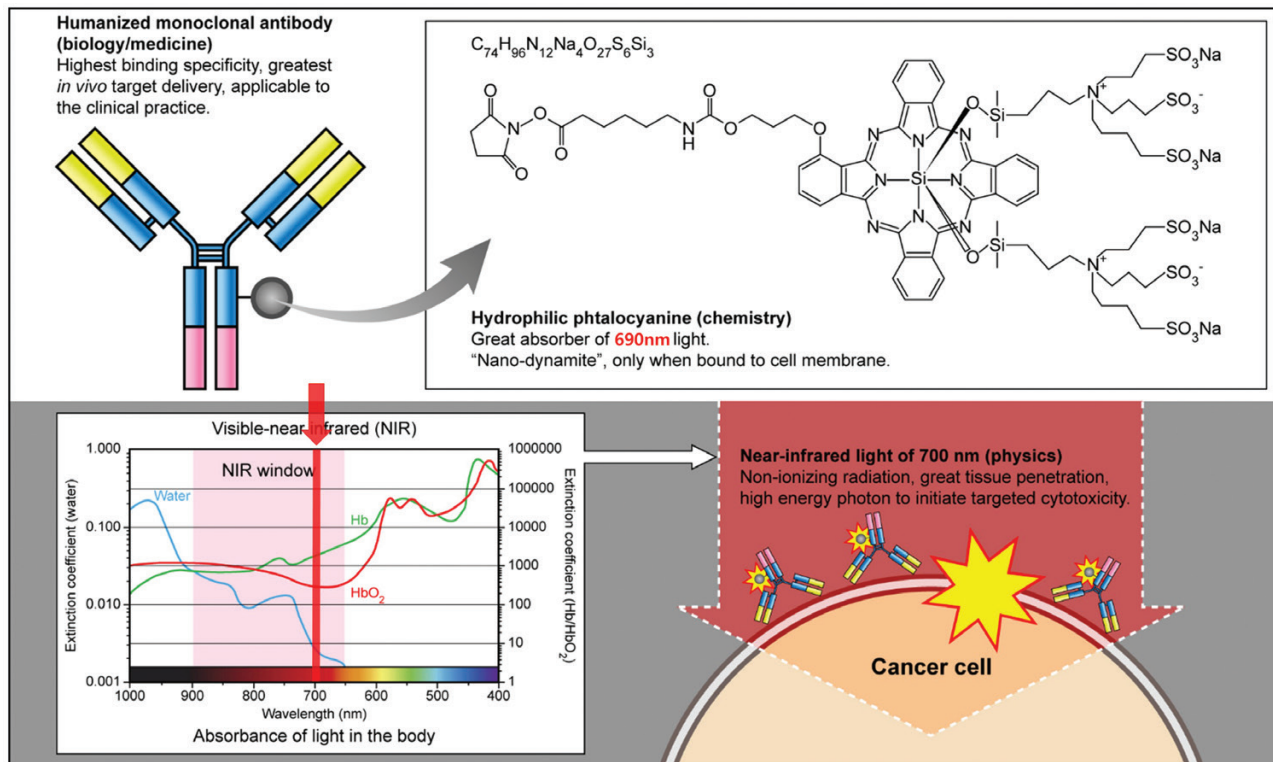 Humanized monoclonal antibody
(biology/medicine)
Highest binding specificity, greatest
in vivo target delivery, applicable to
the clinical practice.
C74H96N12Na4O27S6Si3
O
N
O
O
O
N
H
O
O
O
N
N
N
N
N
Si
N
N
N
O
Si
N+
SO3Na
SO3-
SO3Na
O
Si
N+
SO3Na
SO3-
SO3Na
Hydrophilic phtalocyanine (chemistry)
Great absorber of 690nm light.
“Nano-dynamite”, only when bound to cell membrane.
Visible-near infrared (NIR)
NIR window
Water
Hb
HbO2
Extinction coefficient (water)
1.000
0.100
0.010
0.001
1000000
100000
10000
1000
100
10
1
Extinction coefficient (Hb/HbO2)
1000
900
800
700
600
500
400
Wavelength (nm)
Absorbance of light in the body
Near-infrared light of 700 nm (physics)
Non-ionizing radiation, great tissue penetration,
high energy photon to initiate targeted cytotoxicity.
Cancer cell